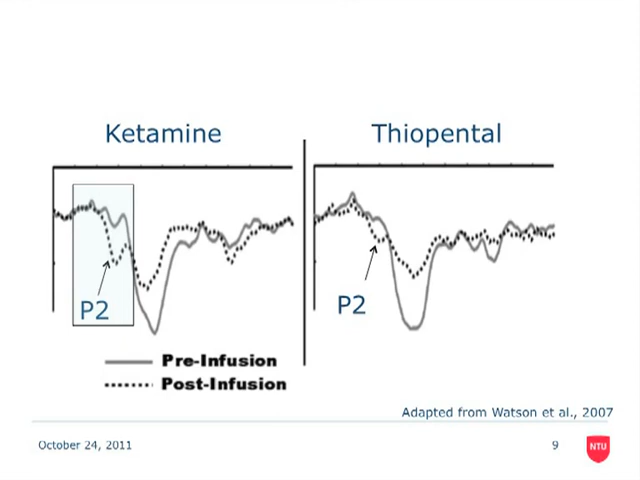 Ketamine
Thiopental
P2
P2
Pre-Infusion
Post-Infusion
Adapted from Watson et al., 2007
October 24, 2011
9
NTU